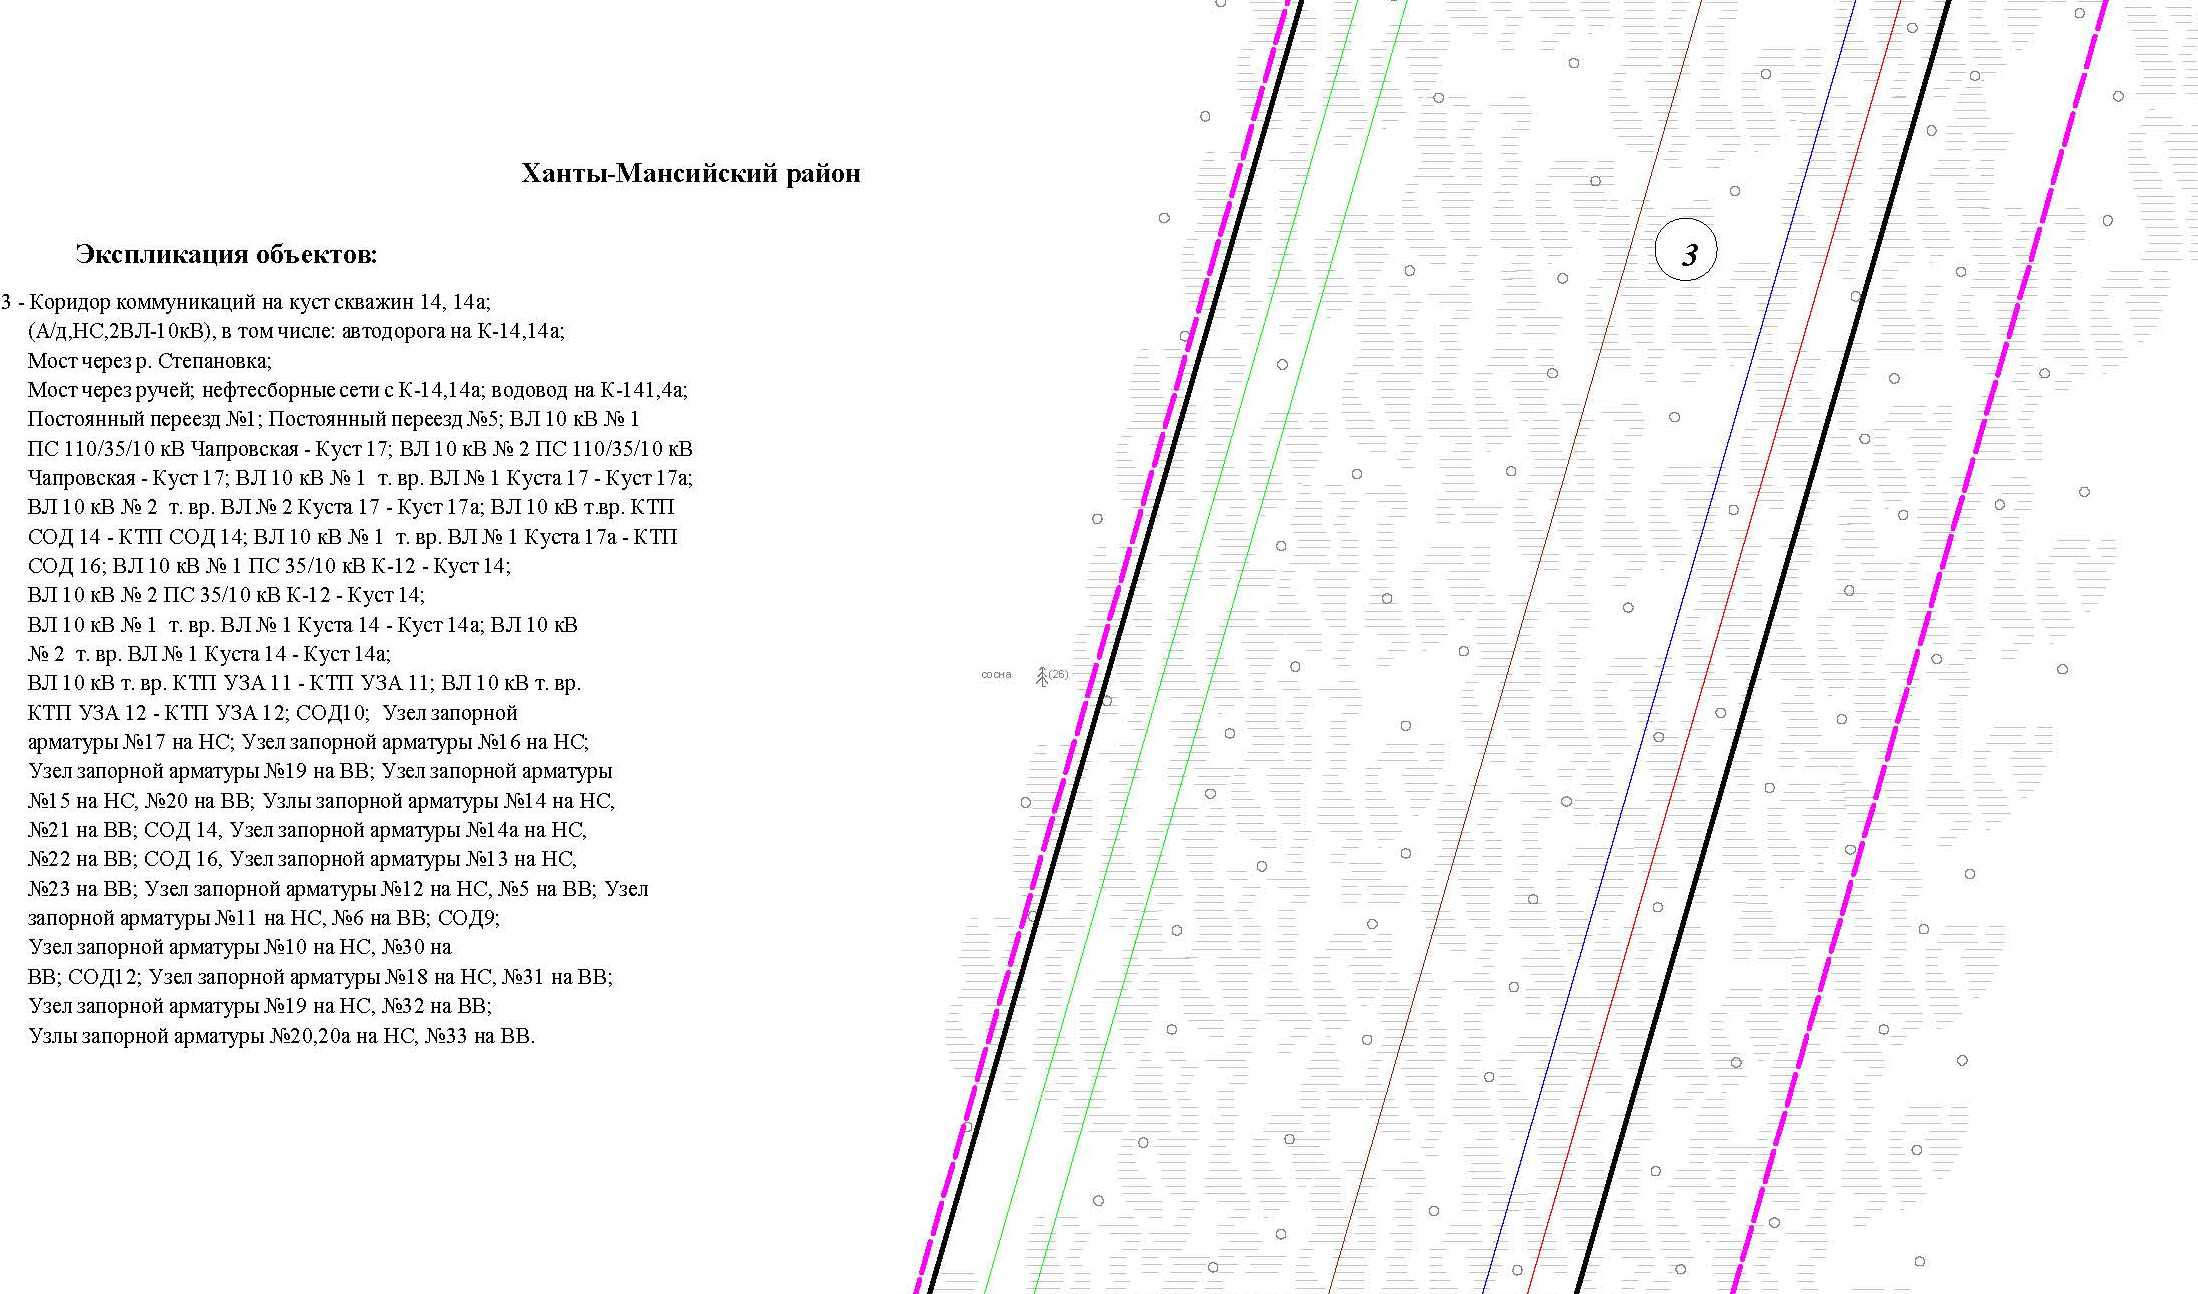 Ханты-Мансийский район
Экспликация объектов:
3 - Коридор коммуникаций на куст скважин 14, 14а;
(А/д,НС,2ВЛ-10кВ), в том числе: автодорога на К-14,14а;
Мост через р. Степановка;
Мост через ручей; нефтесборные сети с К-14,14а; водовод на К-141,4а;
Постоянный переезд №1; Постоянный переезд №5; ВЛ 10 кВ № 1
ПС 110/35/10 кВ Чапровская - Куст 17; ВЛ 10 кВ № 2 ПС 110/35/10 кВ
Чапровская - Куст 17; ВЛ 10 кВ № 1 т. вр. ВЛ № 1 Куста 17 - Куст 17а;
ВЛ 10 кВ № 2 т. вр. ВЛ № 2 Куста 17 - Куст 17а; ВЛ 10 кВ т.вр. КТП
СОД 14 - КТП СОД 14; ВЛ 10 кВ № 1 т. вр. ВЛ № 1 Куста 17а - КТП
СОД 16; ВЛ 10 кВ № 1 ПС 35/10 кВ К-12 - Куст 14;
ВЛ 10 кВ № 2 ПС 35/10 кВ К-12 - Куст 14;
ВЛ 10 кВ № 1 т. вр. ВЛ № 1 Куста 14 - Куст 14а; ВЛ 10 кВ
№ 2 т. вр. ВЛ № 1 Куста 14 - Куст 14а;
ВЛ 10 кВ т. вр. КТП УЗА 11 - КТП УЗА 11; ВЛ 10 кВ т. вр.
КТП УЗА 12 - КТП УЗА 12; СОД10; Узел запорной
арматуры №17 на НС; Узел запорной арматуры №16 на НС;
Узел запорной арматуры №19 на ВВ; Узел запорной арматуры
№15 на НС, №20 на ВВ; Узлы запорной арматуры №14 на НС,
№21 на ВВ; СОД 14, Узел запорной арматуры №14а на НС,
№22 на ВВ; СОД 16, Узел запорной арматуры №13 на НС,
№23 на ВВ; Узел запорной арматуры №12 на НС, №5 на ВВ; Узел
запорной арматуры №11 на НС, №6 на ВВ; СОД9;
Узел запорной арматуры №10 на НС, №30 на
ВВ; СОД12; Узел запорной арматуры №18 на НС, №31 на ВВ;
Узел запорной арматуры №19 на НС, №32 на ВВ;
Узлы запорной арматуры №20,20а на НС, №33 на ВВ.
3
сосна (26)